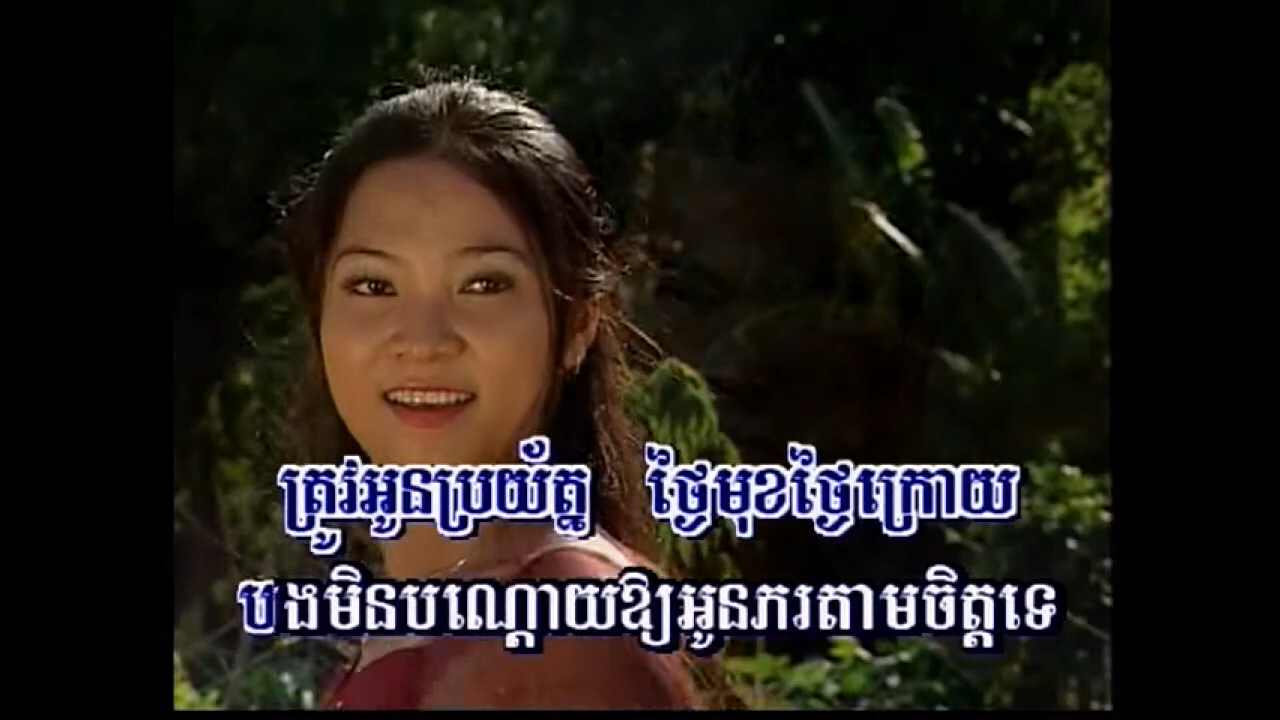 ត្រូវអូនប្រយ័ត្ន ថ្ងៃមុខថ្ងៃក្រោយ
បងមិនបណ្ដោយឱ្យអូនភរតាមចិត្តទេ